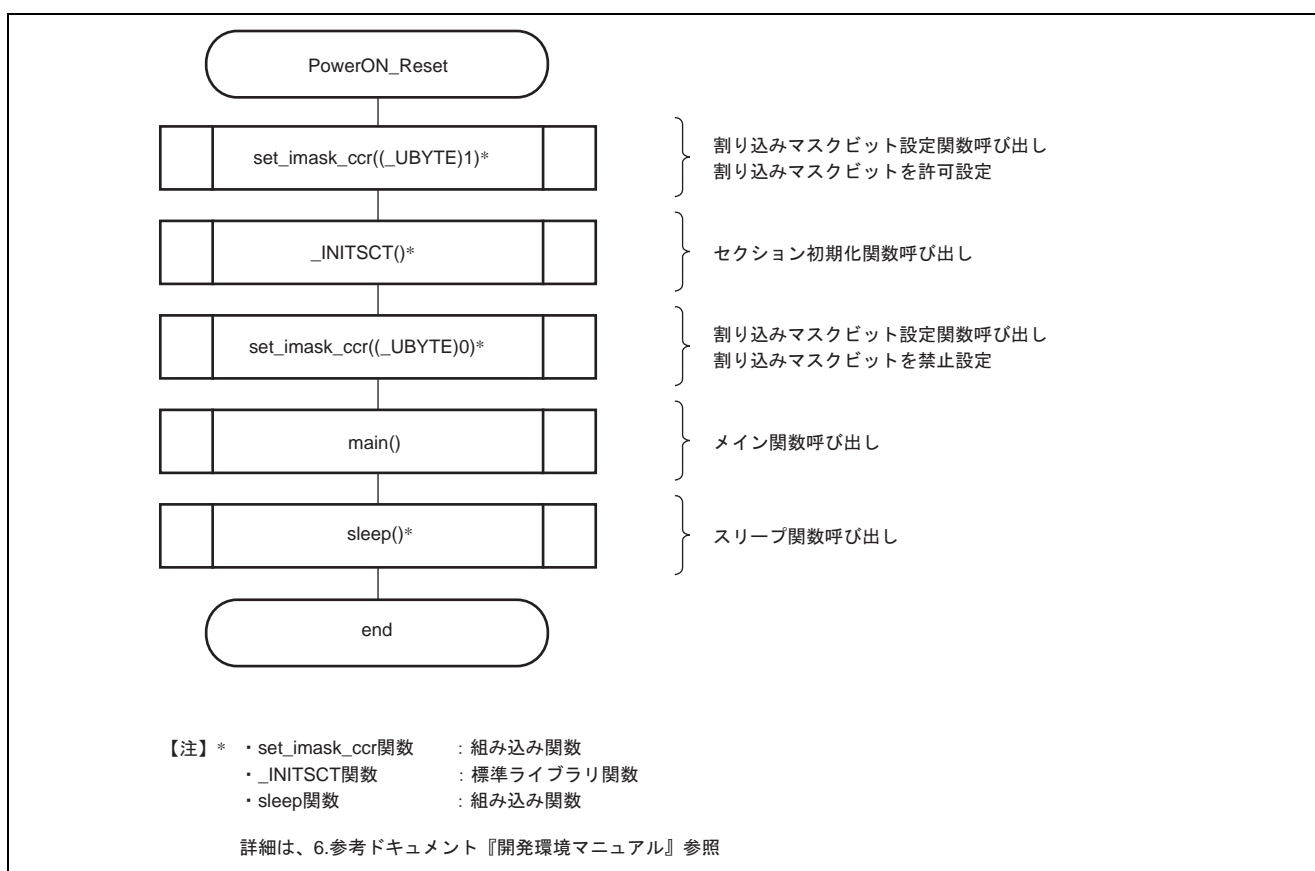 PowerON_Reset
set_imask_ccr((_UBYTE)1)*
割り込みマスクビット設定関数呼び出し
割り込みマスクビットを許可設定
_INITSCT()*
セクション初期化関数呼び出し
set_imask_ccr((_UBYTE)0)*
割り込みマスクビット設定関数呼び出し
割り込みマスクビットを禁止設定
main()
メイン関数呼び出し
sleep()*
スリープ関数呼び出し
end
【注】* ・set_imask_ccr関数 : 組み込み関数
・_INITSCT関数 : 標準ライブラリ関数
・sleep関数 : 組み込み関数
詳細は、6.参考ドキュメント『開発環境マニュアル』参照